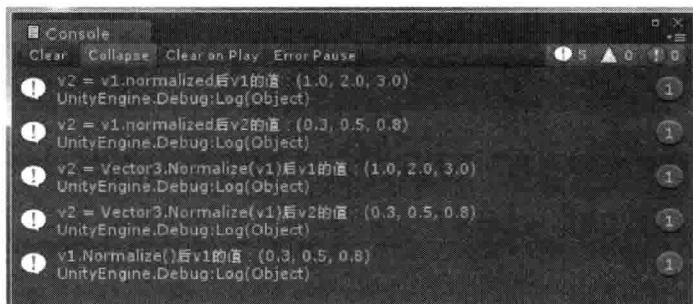 Console
Clear Collapse Clear on Play Error Pause 5 0 0
v2 = v1.normalized后v1的值：(1.0, 2.0, 3.0) 1
UnityEngine.Debug:Log(Object)
v2 = v1.normalized后v2的值：(0.3, 0.5, 0.8) 1
UnityEngine.Debug:Log(Object)
v2 = Vector3.Normalize(v1)后v1的值：(1.0, 2.0, 3.0) 1
UnityEngine.Debug:Log(Object)
v2 = Vector3.Normalize(v1)后v2的值：(0.3, 0.5, 0.8) 1
UnityEngine.Debug:Log(Object)
v1.Normalize()后v1的值：(0.3, 0.5, 0.8) 1
UnityEngine.Debug:Log(Object)